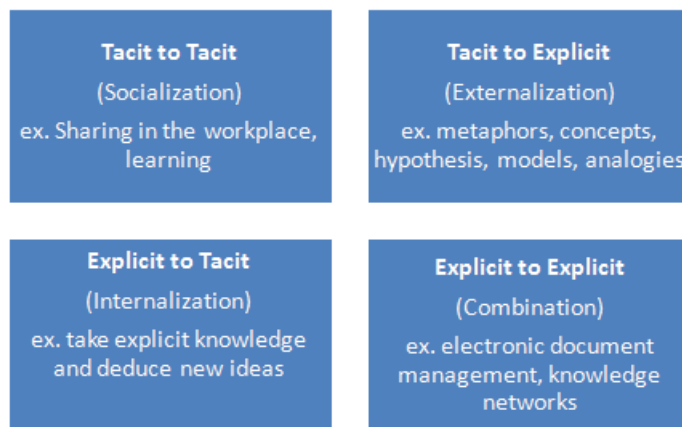 Tacit to Tacit
(Socialization)
ex. Sharing in the workplace,
learning
Tacit to Explicit
(Externalization)
ex. metaphors, concepts,
hypothesis, models, analogies
Explicit to Tacit
(Internalization)
ex. take explicit knowledge
and deduce new ideas
Explicit to Explicit
(Combination)
ex. electronic document
management, knowledge
networks